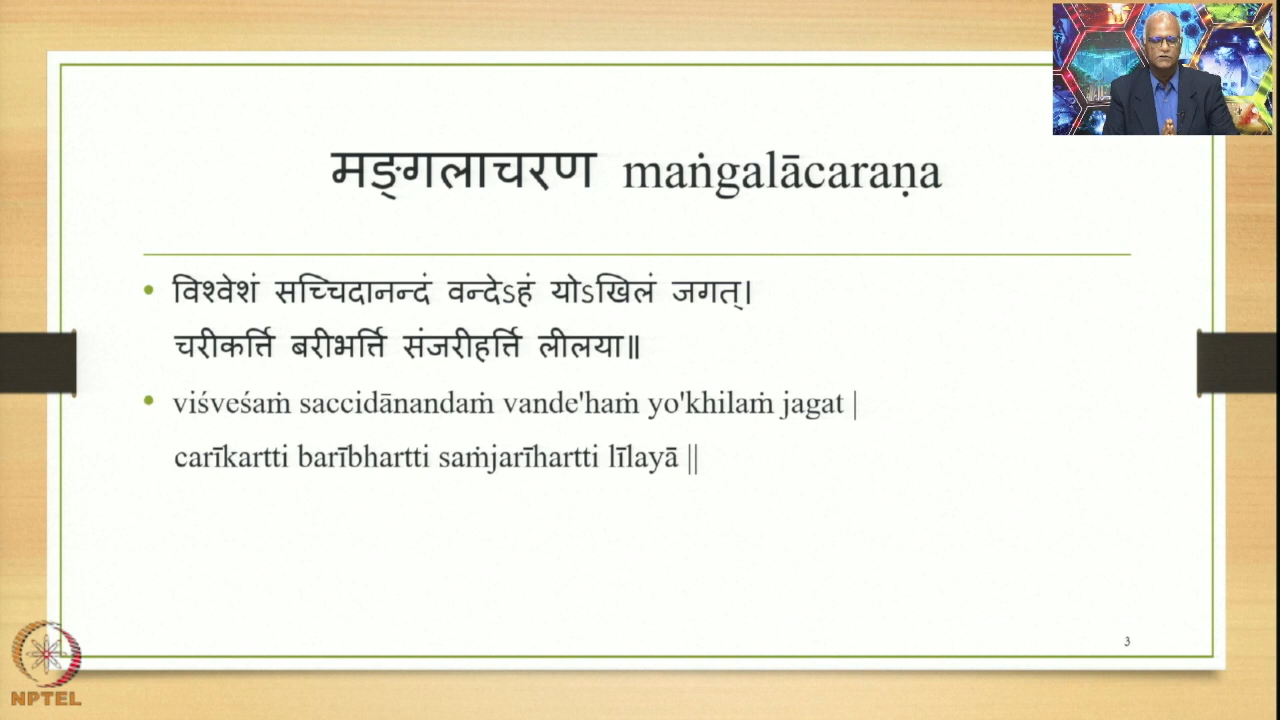 मङ्गलाचरण maṅgalācaraṇa
विश्वेशं सच्चिदानन्दं वन्देऽहं योऽखिलं जगत्।
चरीकर्त्ति बरीभर्त्ति संजरीहर्त्ति लीलया॥
viśveśaṁ saccidānandaṁ vande'haṁ yo'khilaṁ jagat |
carīkartti barībhartti saṁjarīhartti līlayā ||
3
NPTEL